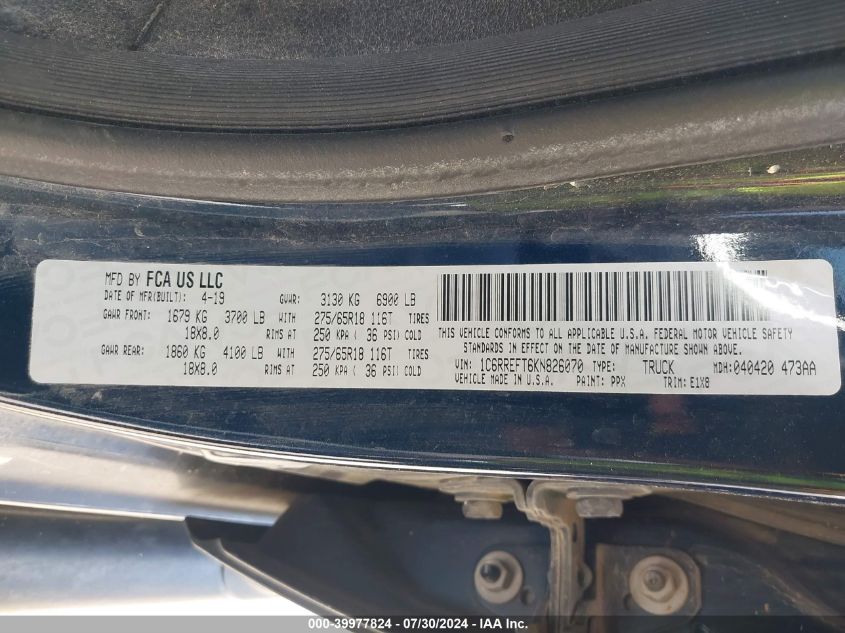 MFD BY FCA US LLC
DATE OF MFR(BUILT): 4-19 GVWR: 3130 KG 6900 LB
GAWR FRONT: 1679 KG 3700 LB WITH 275/65R18 116T TIRES
18X8.0 RIMS AT 250 KPA ( 36 PSI) COLD
GAWR REAR: 1860 KG 4100 LB WITH 275/65R18 116T TIRES
18X8.0 RIMS AT 250 KPA ( 36 PSI) COLD
THIS VEHICLE CONFORMS TO ALL APPLICABLE U.S.A. FEDERAL MOTOR VEHICLE SAFETY
STANDARDS IN EFFECT ON THE DATE OF MANUFACTURE SHOWN ABOVE.
VIN: 1C6RREFT6KN826070 TYPE: TRUCK MDH:040420 473AA
VEHICLE MADE IN U.S.A. PAINT: PPX TRIM: E1X8
000-39977824 - 07/30/2024 - IAA Inc.